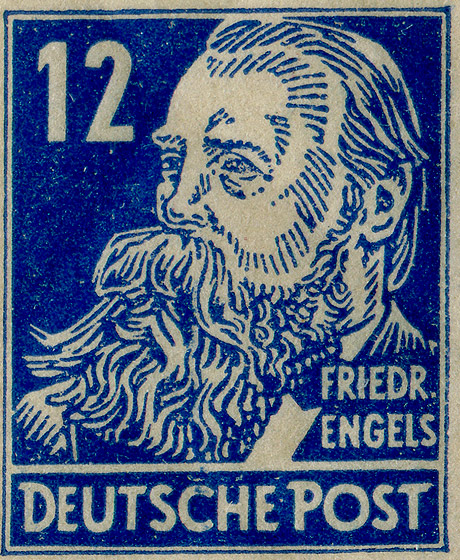 12
FRIEDR.
ENGELS
DEUTSCHE POST